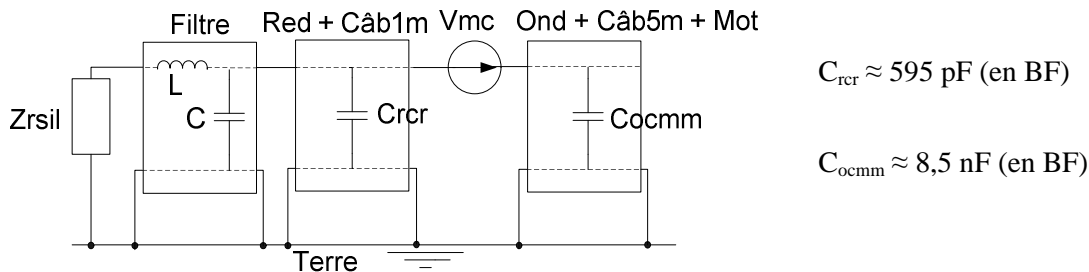 Filtre
Red + Câb1m
Vmc
Ond + Câb5m + Mot
L
Zrsil
C
Crcr
Cocmm
Terre
Crcr ≈ 595 pF (en BF)
Cocmm ≈ 8,5 nF (en BF)